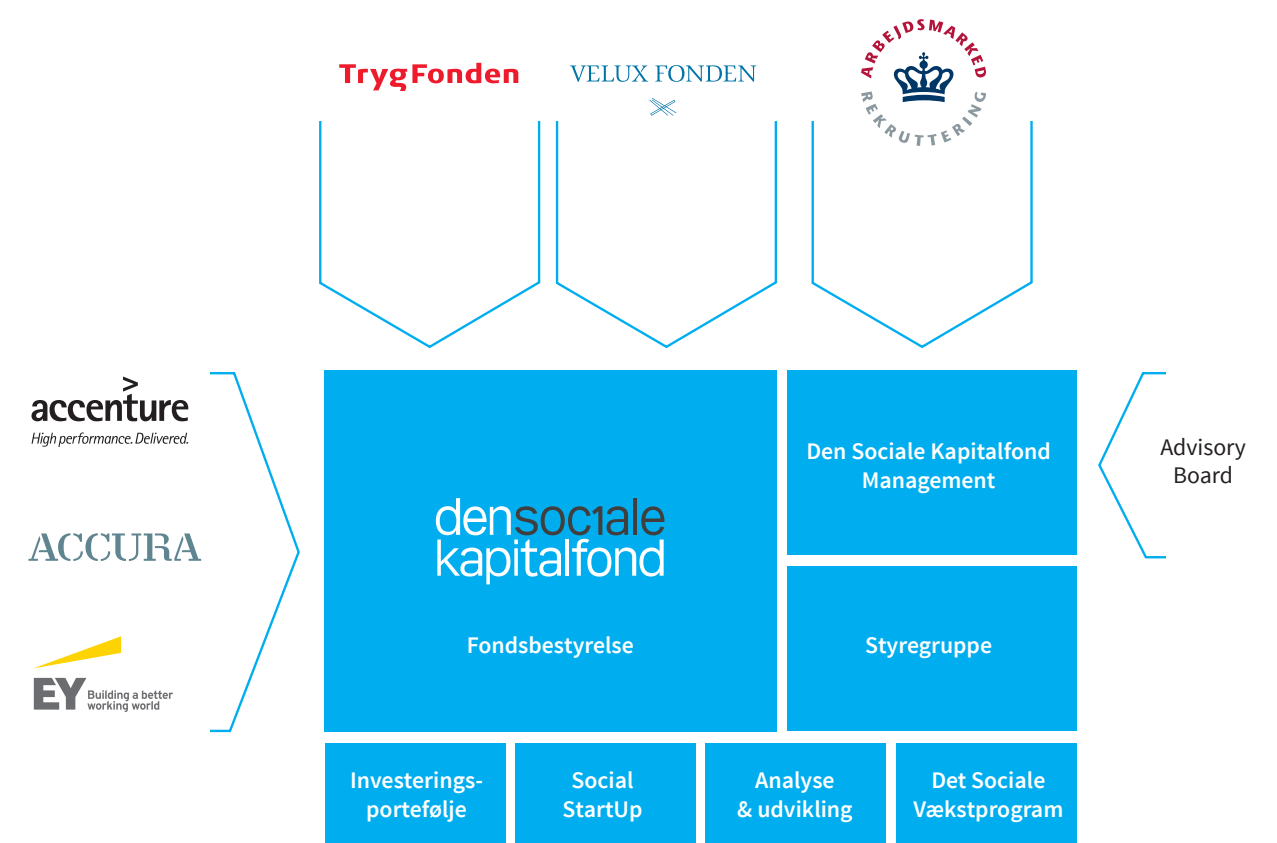 TrygFonden
VELUX FONDEN
ARBEJDSMARKED
REKRUTTERING
>
accenture
High performance. Delivered.
ACCURA
EY
Building a better
working world
densoc1ale
kapitalfond
Fondsbestyrelse
Den Sociale Kapitalfond
Management
Styregruppe
Advisory
Board
Investerings-
portefølje
Social
StartUp
Analyse
& udvikling
Det Sociale
Vækstprogram